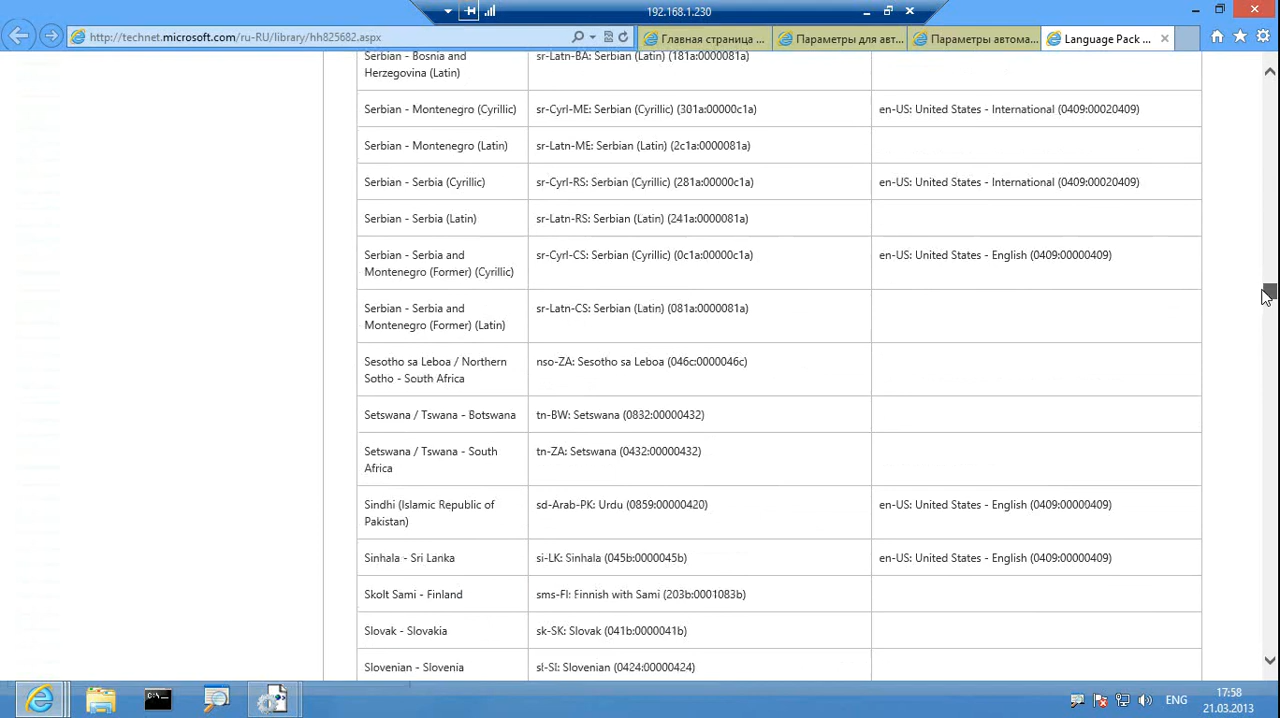 192.168.1.230
http://technet.microsoft.com/ru-RU/library/hh825682.aspx
Главная страница ...
Параметры для авт...
Параметры автома...
Language Pack ...
Serbian - Bosnia and
Herzegovina (Latin)
sr-Latn-BA: Serbian (Latin) (181a:0000081a)
Serbian - Montenegro (Cyrillic)
sr-Cyrl-ME: Serbian (Cyrillic) (301a:00000c1a)
en-US: United States - International (0409:00020409)
Serbian - Montenegro (Latin)
sr-Latn-ME: Serbian (Latin) (2c1a:0000081a)
Serbian - Serbia (Cyrillic)
sr-Cyrl-RS: Serbian (Cyrillic) (281a:00000c1a)
en-US: United States - International (0409:00020409)
Serbian - Serbia (Latin)
sr-Latn-RS: Serbian (Latin) (241a:0000081a)
Serbian - Serbia and
Montenegro (Former) (Cyrillic)
sr-Cyrl-CS: Serbian (Cyrillic) (0c1a:00000c1a)
en-US: United States - English (0409:00000409)
Serbian - Serbia and
Montenegro (Former) (Latin)
sr-Latn-CS: Serbian (Latin) (081a:0000081a)
Sesotho sa Leboa / Northern
Sotho - South Africa
nso-ZA: Sesotho sa Leboa (046c:0000046c)
Setswana / Tswana - Botswana
tn-BW: Setswana (0832:00000432)
Setswana / Tswana - South
Africa
tn-ZA: Setswana (0432:00000432)
Sindhi (Islamic Republic of
Pakistan)
sd-Arab-PK: Urdu (0859:00000420)
en-US: United States - English (0409:00000409)
Sinhala - Sri Lanka
si-LK: Sinhala (045b:0000045b)
en-US: United States - English (0409:00000409)
Skolt Sami - Finland
sms-FI: Finnish with Sami (203b:0001083b)
Slovak - Slovakia
sk-SK: Slovak (041b:0000041b)
Slovenian - Slovenia
sl-SI: Slovenian (0424:00000424)
C:\.
ENG
17:58
21.03.2013